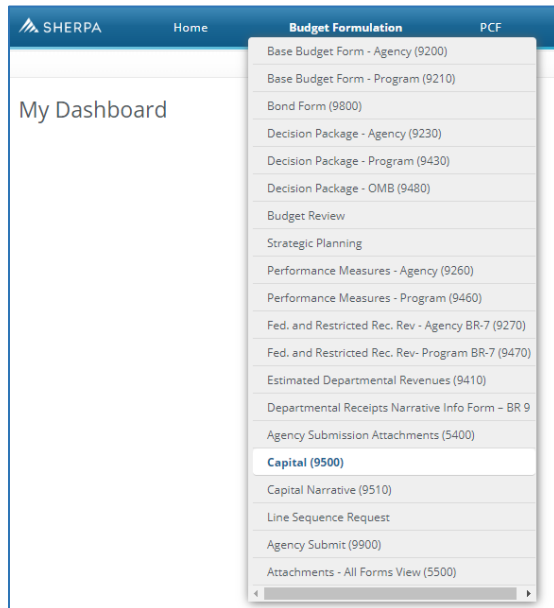 SHERPA Home Budget Formulation PCF
Base Budget Form - Agency (9200)
Base Budget Form - Program (9210)
My Dashboard
Bond Form (9800)
Decision Package - Agency (9230)
Decision Package - Program (9430)
Decision Package - OMB (9480)
Budget Review
Strategic Planning
Performance Measures - Agency (9260)
Performance Measures - Program (9460)
Fed. and Restricted Rec. Rev - Agency BR-7 (9270)
Fed. and Restricted Rec. Rev- Program BR-7 (9470)
Estimated Departmental Revenues (9410)
Departmental Receipts Narrative Info Form – BR 9
Agency Submission Attachments (5400)
Capital (9500)
Capital Narrative (9510)
Line Sequence Request
Agency Submit (9900)
Attachments - All Forms View (5500)